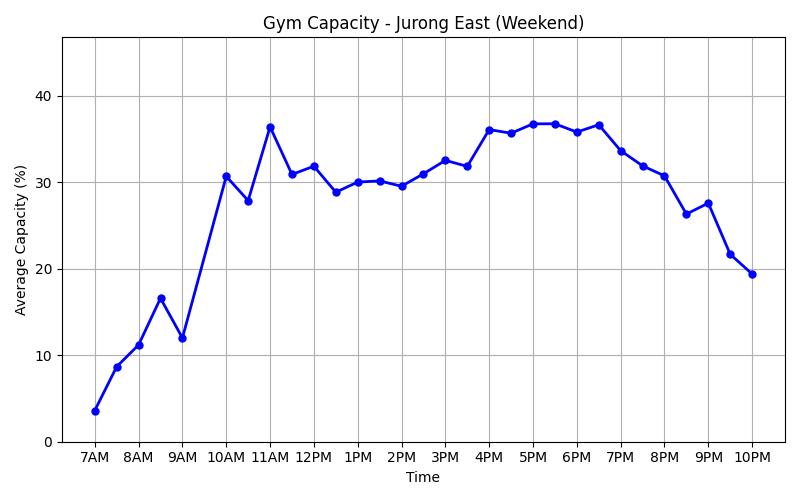 Gym Capacity - Jurong East (Weekend)
Average Capacity (%)
40
30
20
10
0
7AM 8AM 9AM 10AM 11AM 12PM 1PM 2PM 3PM 4PM 5PM 6PM 7PM 8PM 9PM 10PM
Time